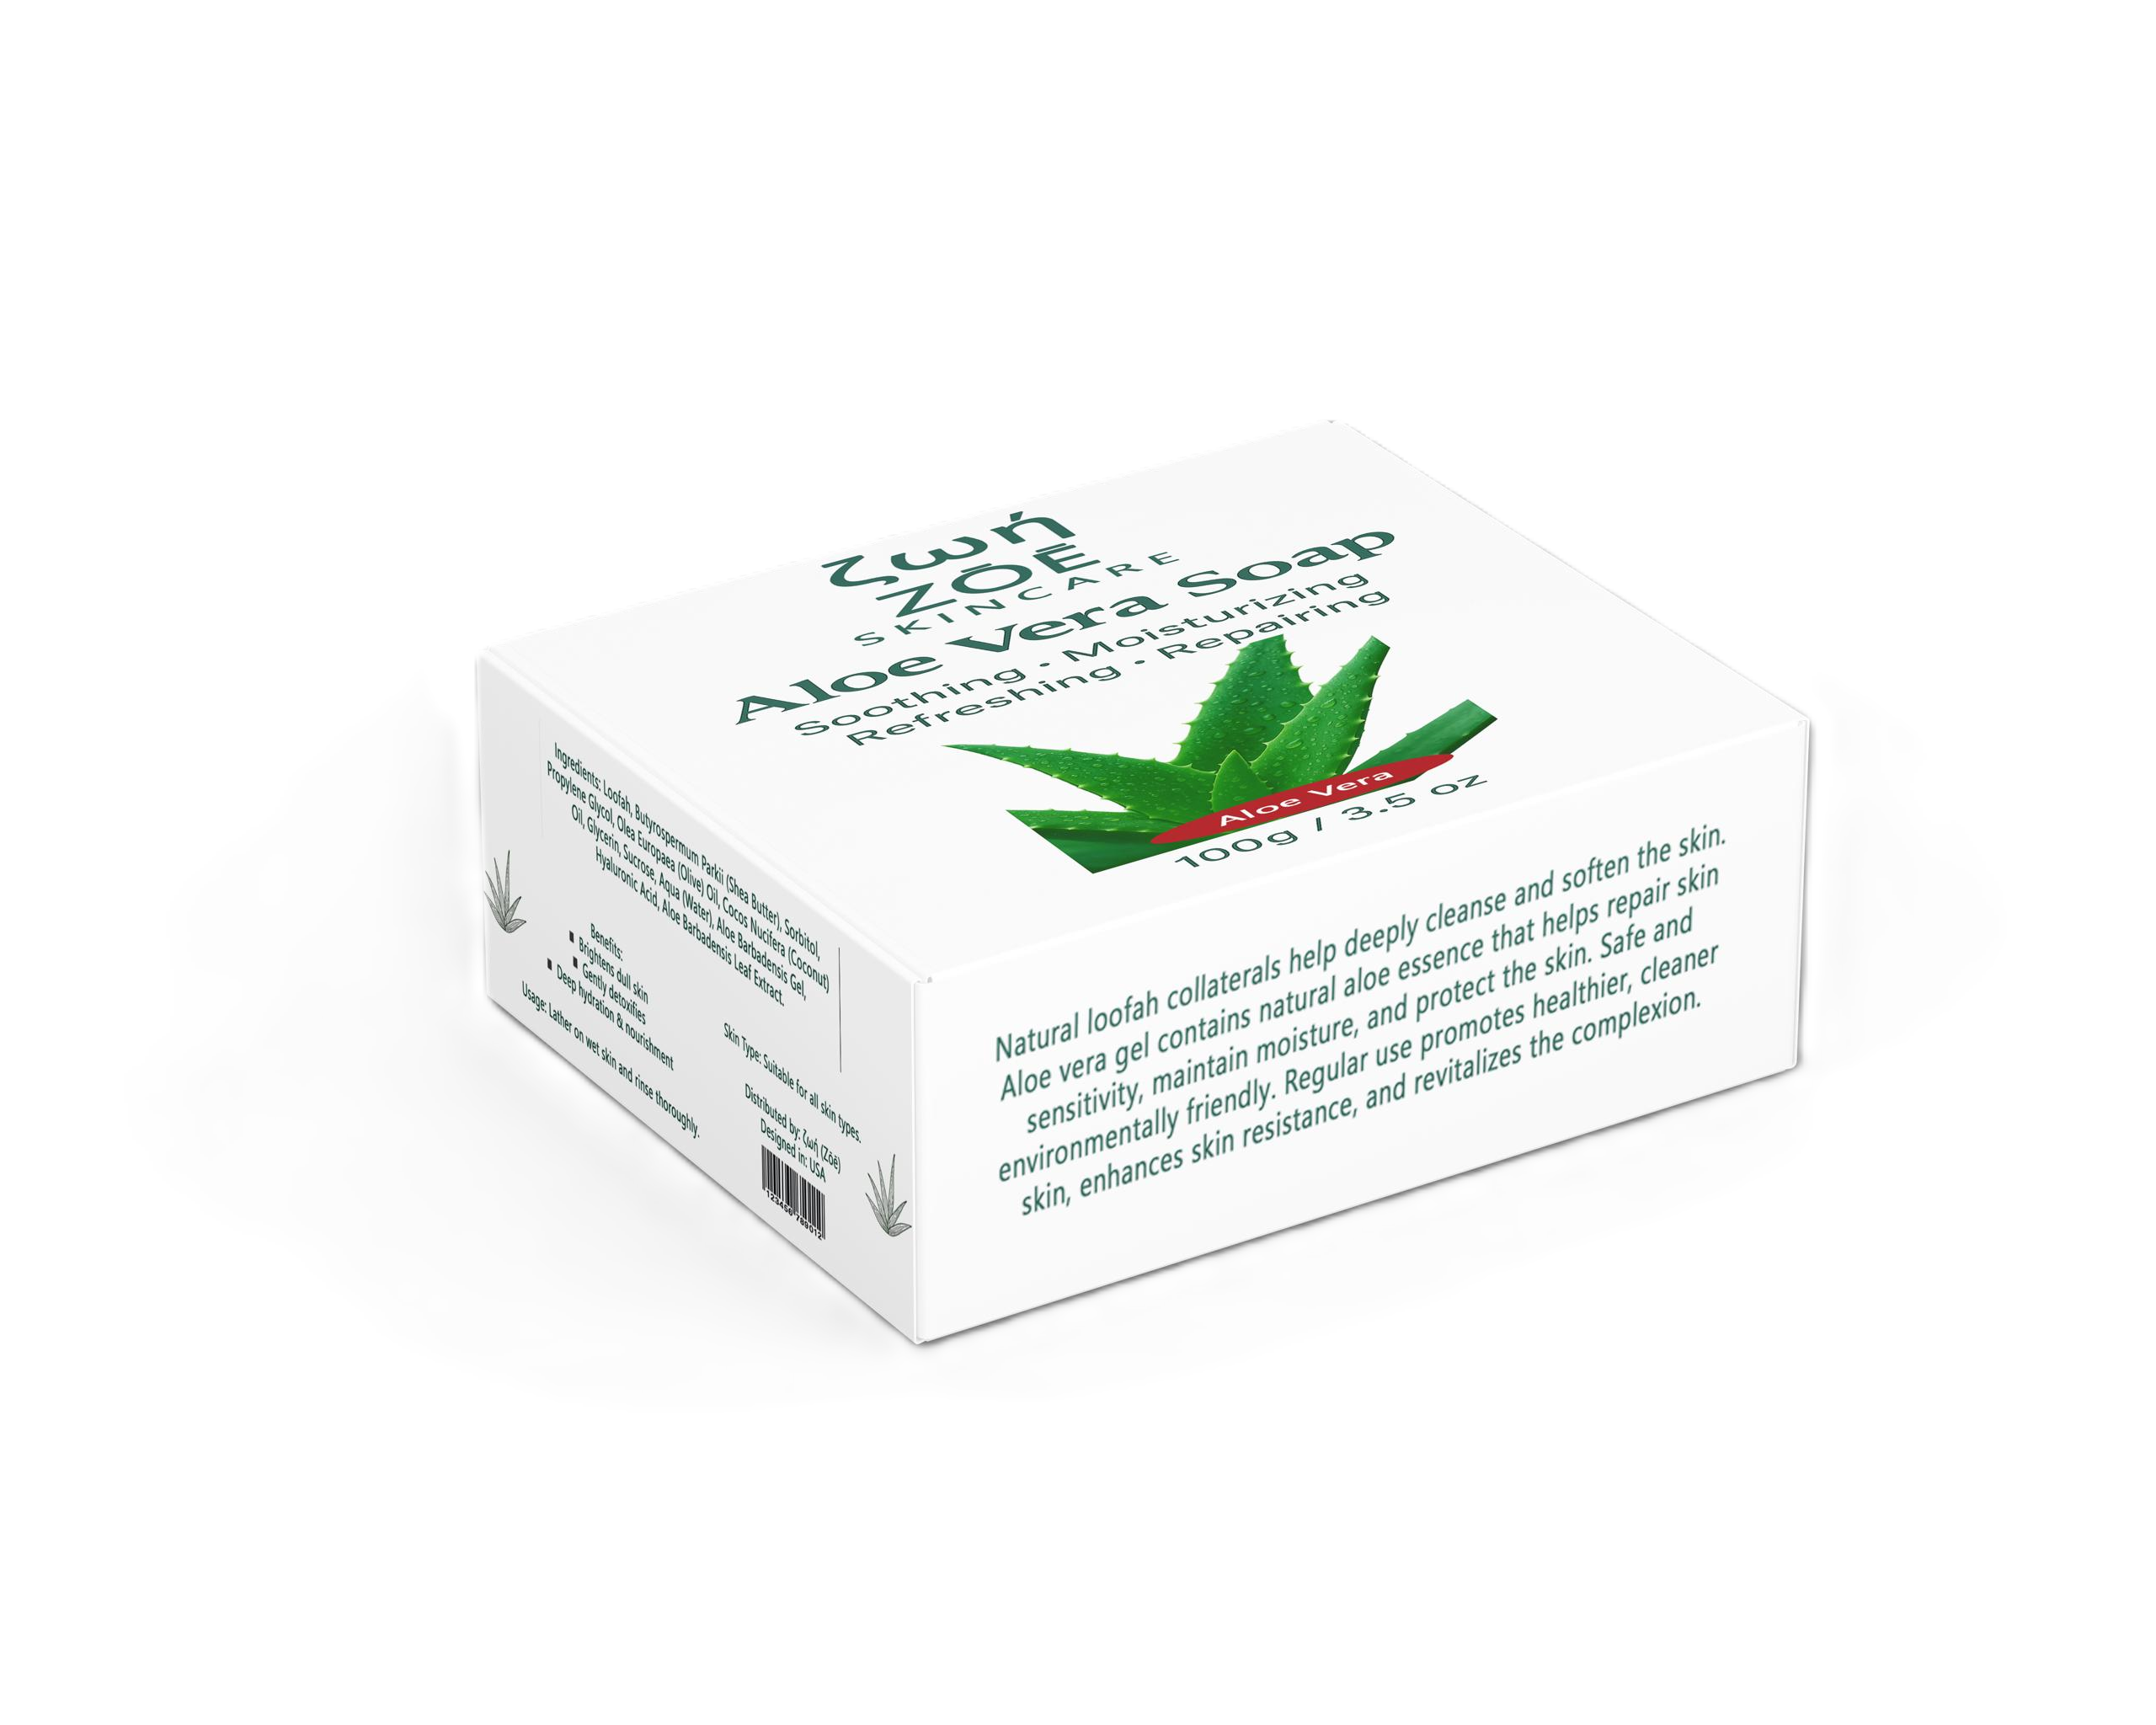 ζωή
ZŌĒ
SKINCARE
Aloe Vera Soap
Soothing · Moisturizing
Refreshing · Repairing
Aloe Vera
100g / 3.5 oz
Ingredients: Loofah, Butyrospermum Parkii (Shea Butter), Sorbitol,
Propylene Glycol, Olea Europaea (Olive) Oil, Cocos Nucifera (Coconut)
Oil, Glycerin, Sucrose, Aqua (Water), Aloe Barbadensis Gel,
Hyaluronic Acid, Aloe Barbadensis Leaf Extract.
Benefits:
▪ Brightens dull skin
▪ Gently detoxifies
▪ Deep hydration & nourishment
Usage: Lather on wet skin and rinse thoroughly.
Skin Type: Suitable for all skin types.
Distributed by: ζωή (Zōē)
Designed in: USA
123456 789012
Natural loofah collaterals help deeply cleanse and soften the skin.
Aloe vera gel contains natural aloe essence that helps repair skin
sensitivity, maintain moisture, and protect the skin. Safe and
environmentally friendly. Regular use promotes healthier, cleaner
skin, enhances skin resistance, and revitalizes the complexion.